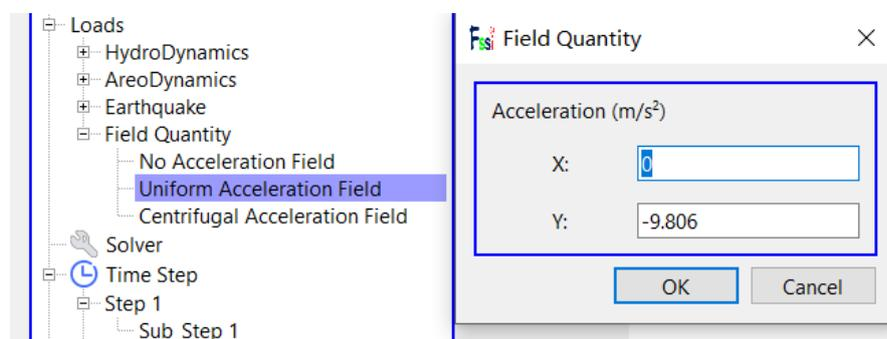 Loads
HydroDynamics
AreoDynamics
Earthquake
Field Quantity
No Acceleration Field
Uniform Acceleration Field
Centrifugal Acceleration Field
Solver
Time Step
Step 1
Sub Step 1
Fssi Field Quantity
Acceleration (m/s²)
X: 0
Y: -9.806
OK Cancel